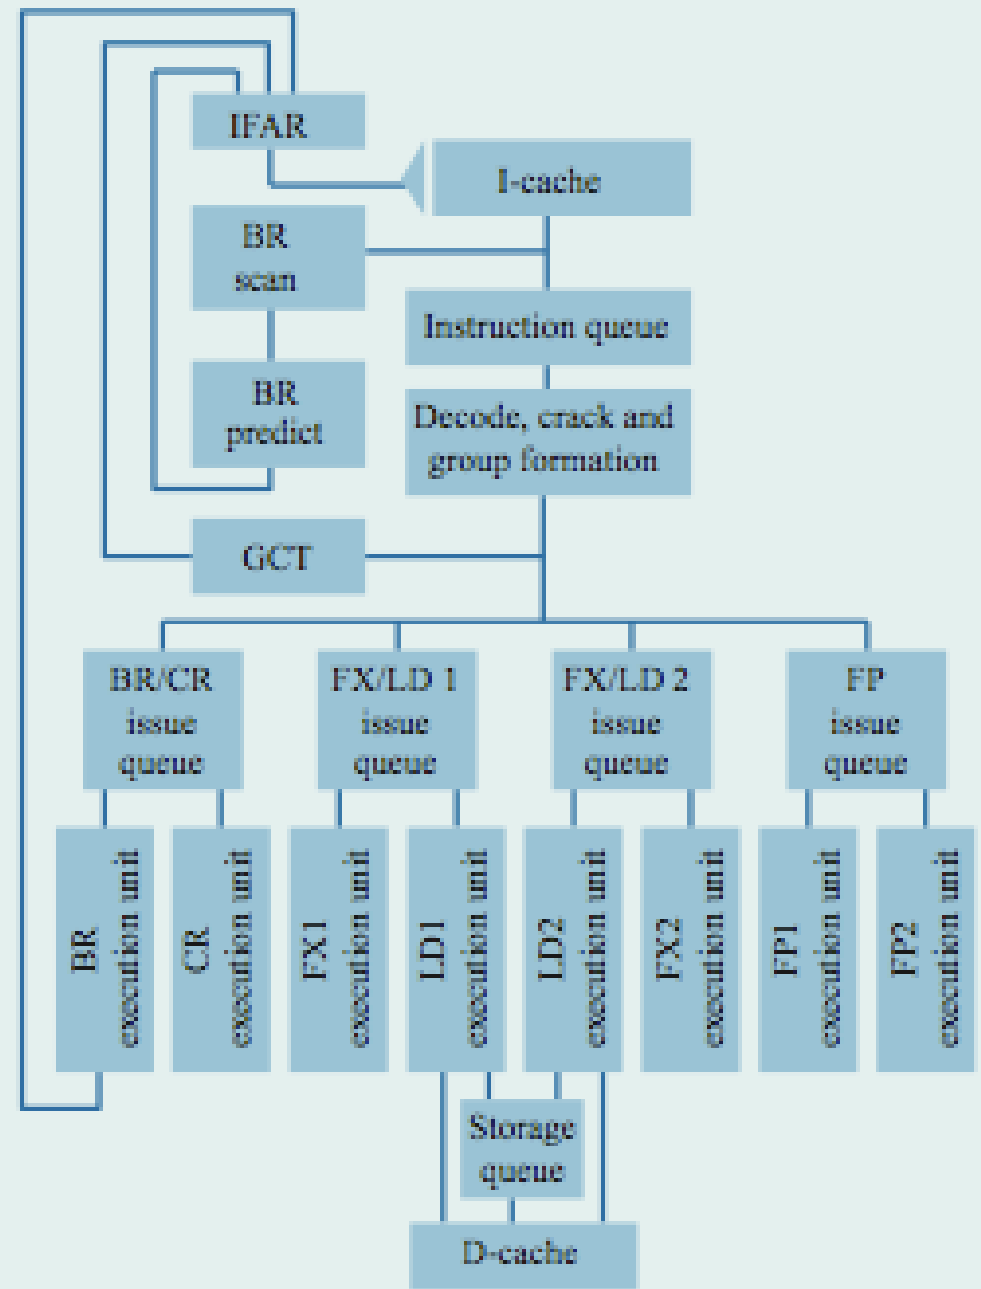 IFAR
I-cache
BR
scan
Instruction queue
BR
predict
Decode, crack and
group formation
GCT
BR/CR
issue
queue
FX/LD 1
issue
queue
FX/LD 2
issue
queue
FP
issue
queue
BR
execution unit
CR
execution unit
FX1
execution unit
LD1
execution unit
LD2
execution unit
FX2
execution unit
FP1
execution unit
FP2
execution unit
Storage
queue
D-cache